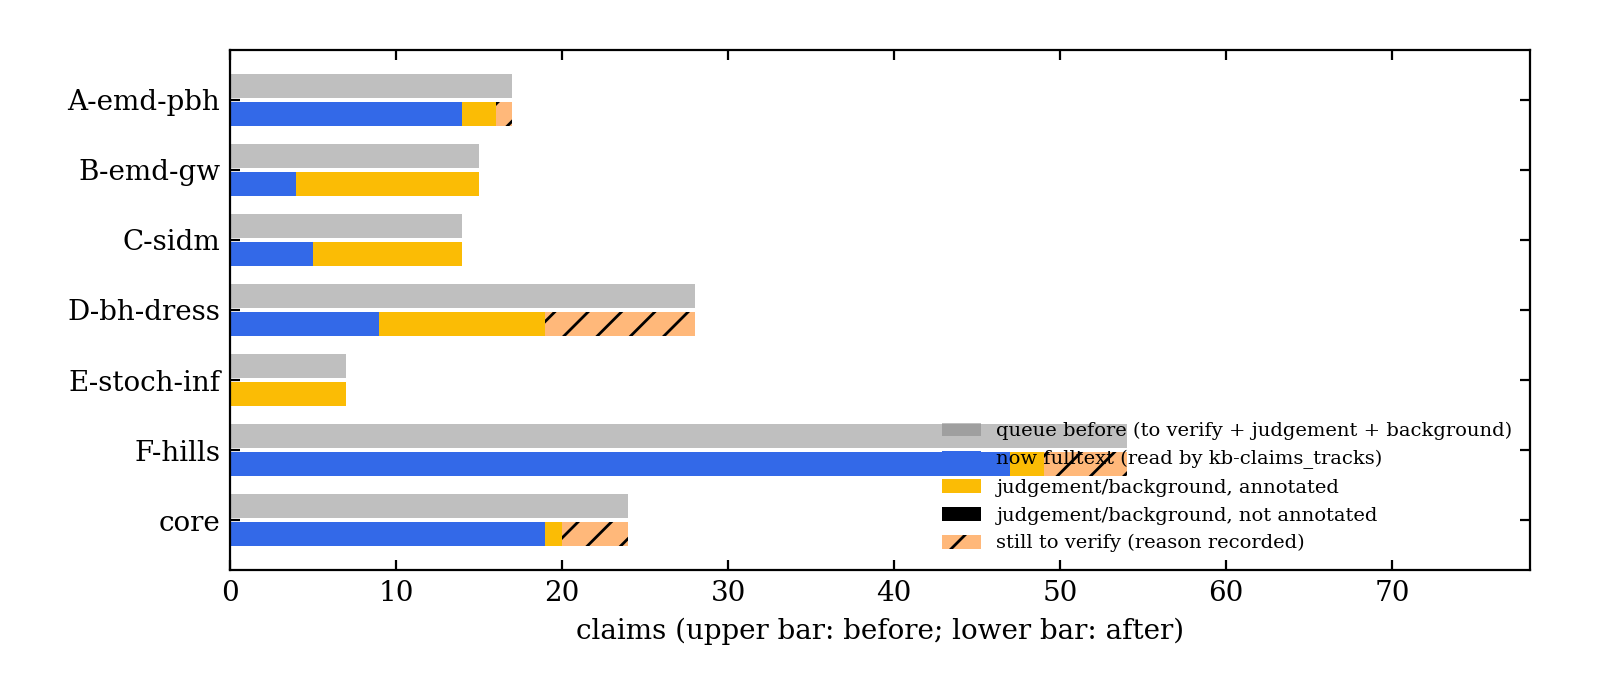 A-emd-pbh
B-emd-gw
C-sidm
D-bh-dress
E-stoch-inf
F-hills
core
queue before (to verify + judgement + background)
now fulltext (read by kb-claims_tracks)
judgement/background, annotated
judgement/background, not annotated
still to verify (reason recorded)
0 10 20 30 40 50 60 70
claims (upper bar: before; lower bar: after)